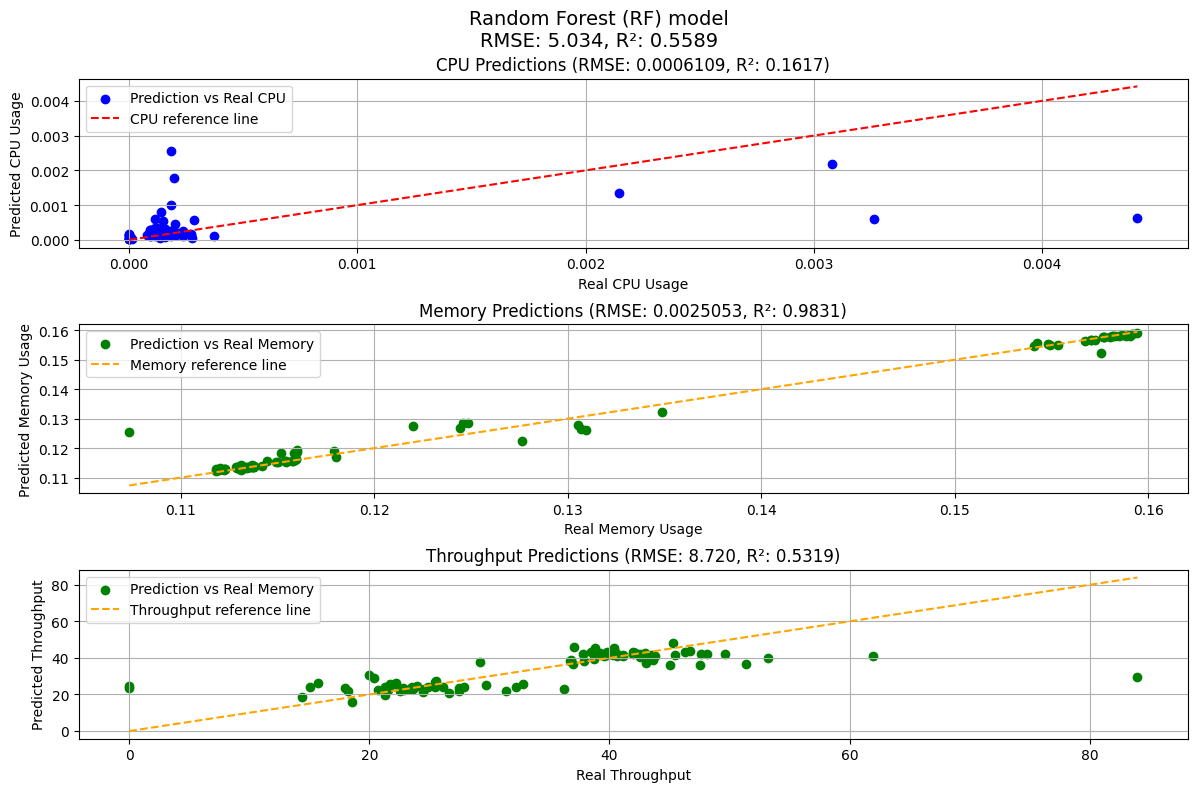 Random Forest (RF) model
RMSE: 5.034, R²: 0.5589
CPU Predictions (RMSE: 0.0006109, R²: 0.1617)
Predicted CPU Usage
0.004
0.003
0.002
0.001
0.000
Prediction vs Real CPU
CPU reference line
0.000 0.001 0.002 0.003 0.004
Real CPU Usage
Memory Predictions (RMSE: 0.0025053, R²: 0.9831)
Predicted Memory Usage
0.16
0.15
0.14
0.13
0.12
0.11
Prediction vs Real Memory
Memory reference line
0.11 0.12 0.13 0.14 0.15 0.16
Real Memory Usage
Throughput Predictions (RMSE: 8.720, R²: 0.5319)
Predicted Throughput
80
60
40
20
0
Prediction vs Real Memory
Throughput reference line
0 20 40 60 80
Real Throughput